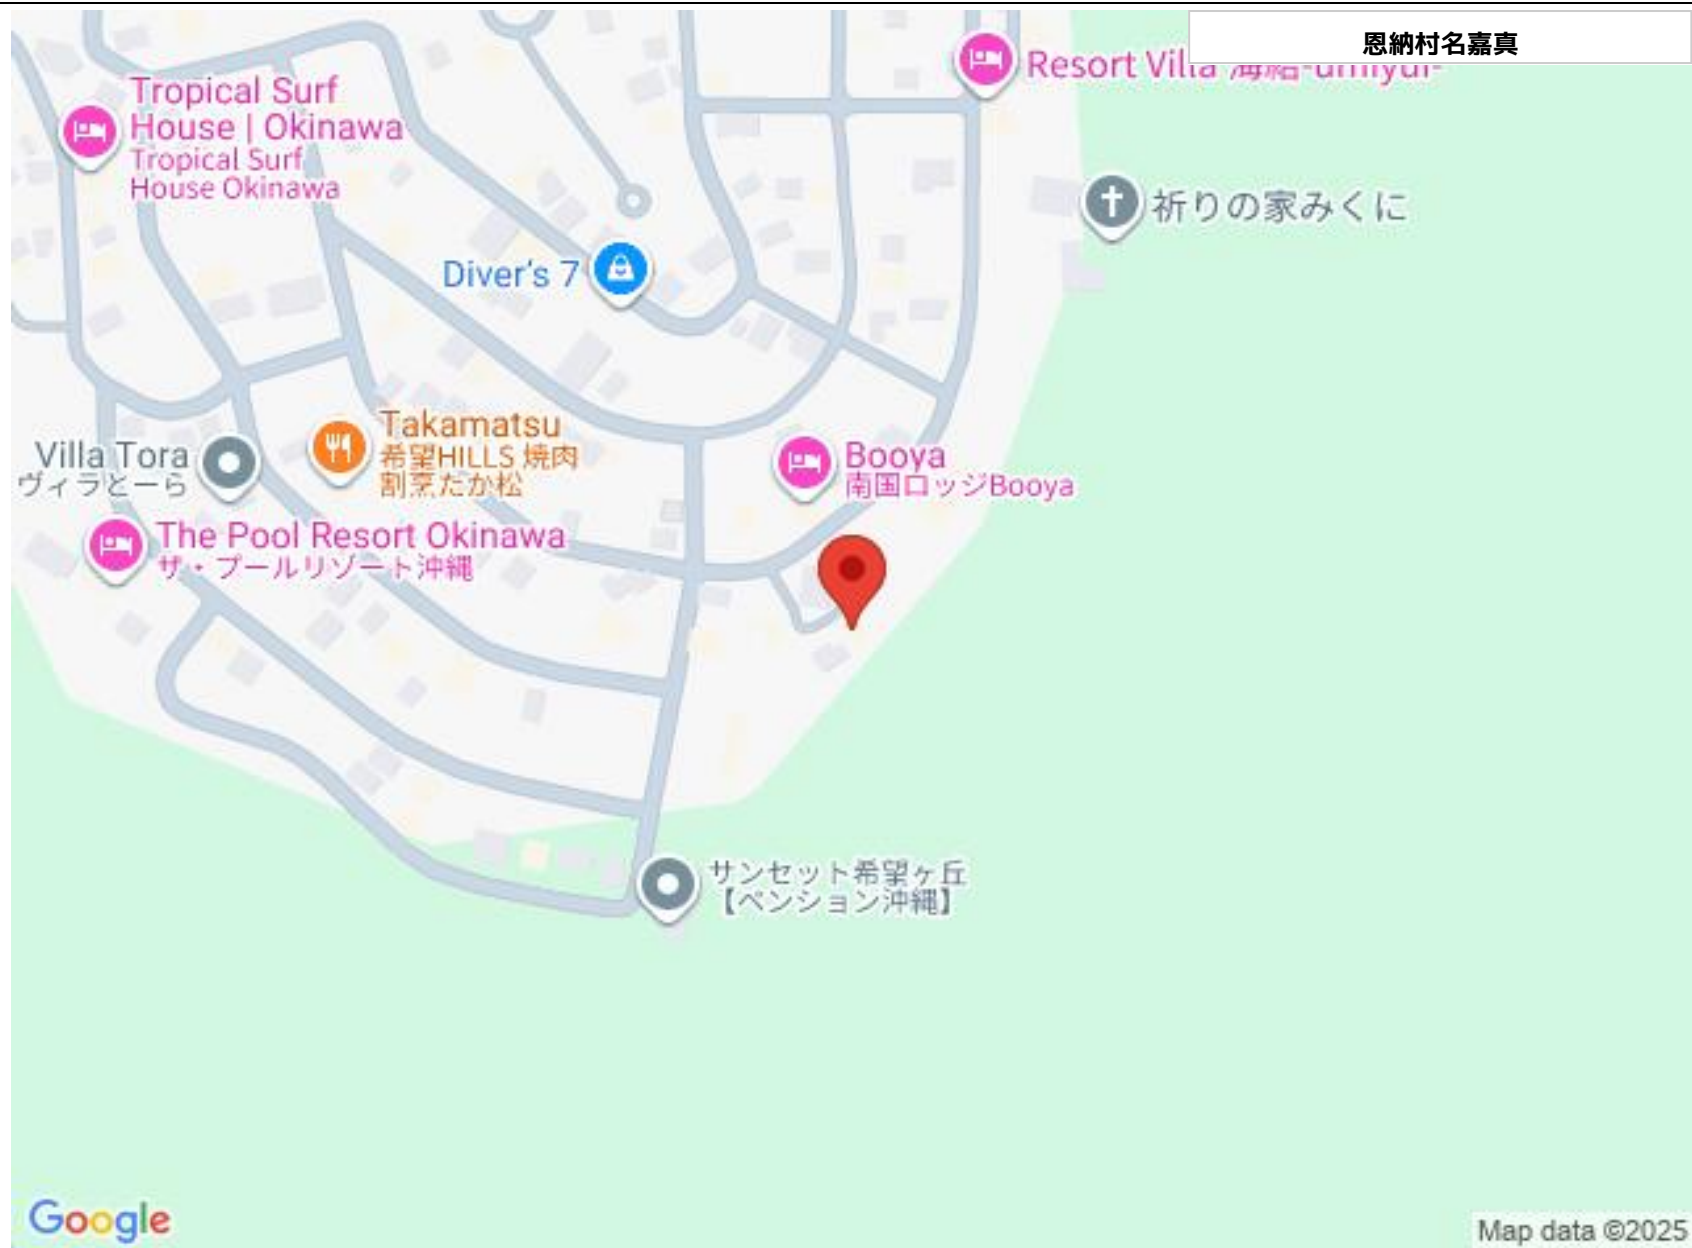 恩納村名嘉真
Resort Villa 海結-umiyui-
Tropical Surf
House | Okinawa
Tropical Surf
House Okinawa
祈りの家みくに
Diver's 7
Takamatsu
希望HILLS 焼肉
割烹たか松
Villa Tora
ヴィラとーら
Booya
南国ロッジBooya
The Pool Resort Okinawa
ザ・プールリゾート沖縄
サンセット希望ヶ丘
【ペンション沖縄】
Google
Map data ©2025